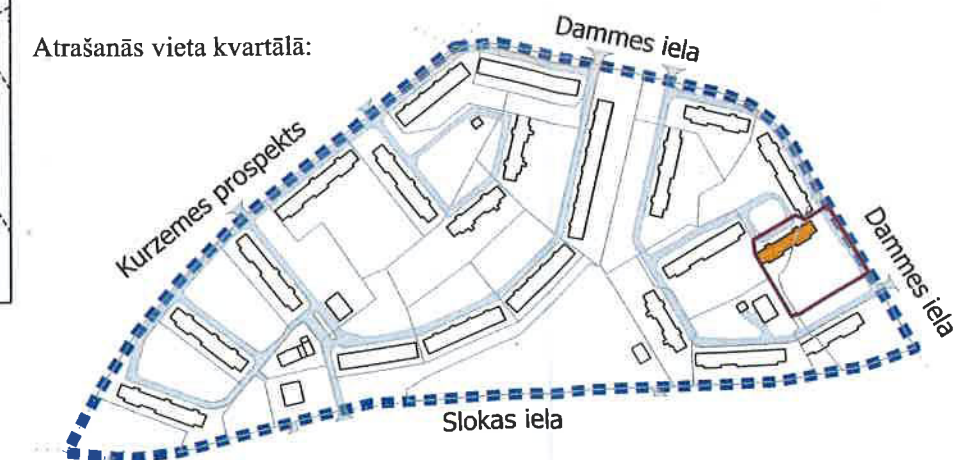 Atrašanās vieta kvartālā:
Dammes iela
Kurzemes prospekts
Dammes iela
Slokas iela